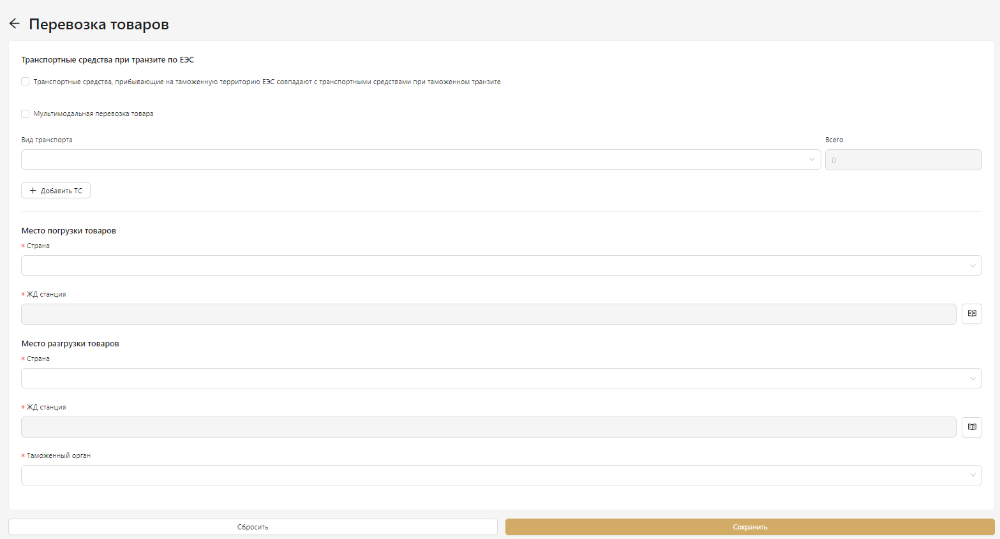 Перевозка товаров
Транспортные средства при транзите по ЕЭС
Транспортные средства, прибывающие на таможенную территорию ЕЭС совпадают с транспортными средствами при таможенном транзите
Мультимодальная перевозка товара
Вид транспорта Всего
0
+ Добавить ТС
Место погрузки товаров
* Страна
* ЖД станция
Место разгрузки товаров
* Страна
* ЖД станция
* Таможенный орган
Сбросить Сохранить